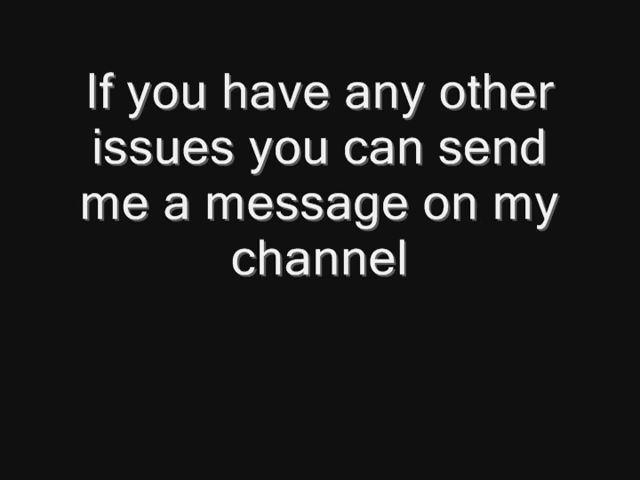 If you have any other
issues you can send
me a message on my
channel